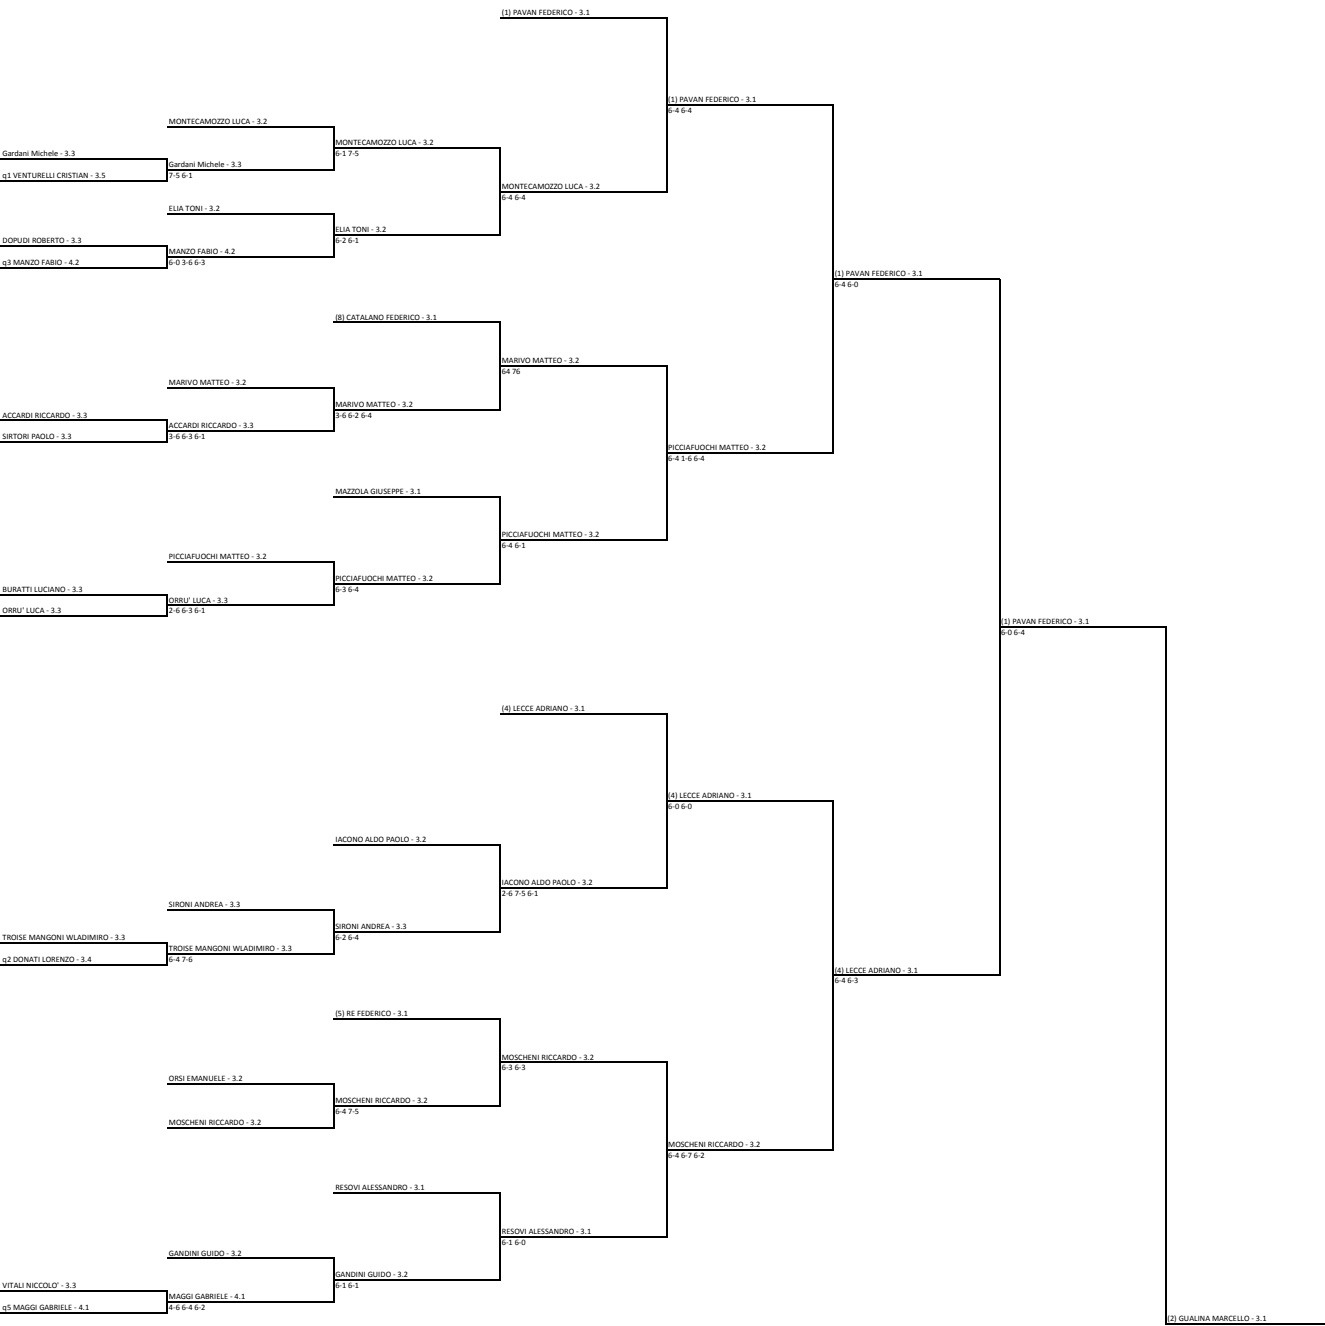 (1) PAVAN FEDERICO - 3.1
(1) PAVAN FEDERICO - 3.1
6-4 6-4
MONTECAMOZZO LUCA - 3.2
MONTECAMOZZO LUCA - 3.2
6-1 7-5
Gardani Michele - 3.3
Gardani Michele - 3.3
7-5 6-1
q1 VENTURELLI CRISTIAN - 3.5
MONTECAMOZZO LUCA - 3.2
6-4 6-4
ELIA TONI - 3.2
ELIA TONI - 3.2
6-2 6-1
DOPUDI ROBERTO - 3.3
MANZO FABIO - 4.2
6-0 3-6 6-3
q3 MANZO FABIO - 4.2
(1) PAVAN FEDERICO - 3.1
6-4 6-0
(8) CATALANO FEDERICO - 3.1
MARIVO MATTEO - 3.2
64 76
MARIVO MATTEO - 3.2
MARIVO MATTEO - 3.2
3-6 6-2 6-4
ACCARDI RICCARDO - 3.3
ACCARDI RICCARDO - 3.3
3-6 6-3 6-1
SIRTORI PAOLO - 3.3
PICCIAFUOCHI MATTEO - 3.2
6-4 1-6 6-4
MAZZOLA GIUSEPPE - 3.1
PICCIAFUOCHI MATTEO - 3.2
6-4 6-1
PICCIAFUOCHI MATTEO - 3.2
PICCIAFUOCHI MATTEO - 3.2
6-3 6-4
BURATTI LUCIANO - 3.3
ORRU' LUCA - 3.3
2-6 6-3 6-1
ORRU' LUCA - 3.3
(1) PAVAN FEDERICO - 3.1
6-0 6-4
(4) LECCE ADRIANO - 3.1
(4) LECCE ADRIANO - 3.1
6-0 6-0
IACONO ALDO PAOLO - 3.2
IACONO ALDO PAOLO - 3.2
2-6 7-5 6-1
SIRONI ANDREA - 3.3
SIRONI ANDREA - 3.3
6-2 6-4
TROISE MANGONI WLADIMIRO - 3.3
TROISE MANGONI WLADIMIRO - 3.3
6-4 7-6
q2 DONATI LORENZO - 3.4
(4) LECCE ADRIANO - 3.1
6-4 6-3
(5) RE FEDERICO - 3.1
MOSCHENI RICCARDO - 3.2
6-3 6-3
ORSI EMANUELE - 3.2
MOSCHENI RICCARDO - 3.2
6-4 7-5
MOSCHENI RICCARDO - 3.2
MOSCHENI RICCARDO - 3.2
6-4 6-7 6-2
RESOVI ALESSANDRO - 3.1
RESOVI ALESSANDRO - 3.1
6-1 6-0
GANDINI GUIDO - 3.2
GANDINI GUIDO - 3.2
6-1 6-1
VITALI NICCOLO' - 3.3
MAGGI GABRIELE - 4.1
4-6 6-4 6-2
q5 MAGGI GABRIELE - 4.1
(2) GUALINA MARCELLO - 3.1